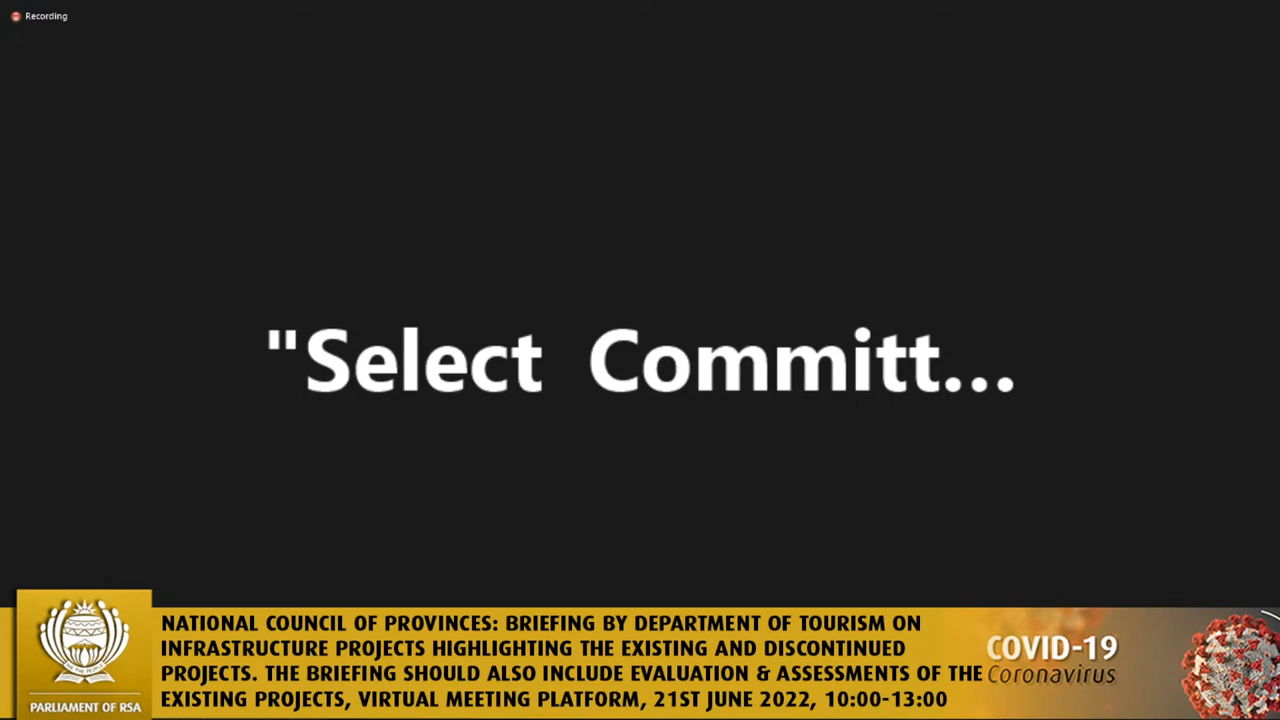 Recording
"Select  Committ...
NATIONAL COUNCIL OF PROVINCES: BRIEFING BY DEPARTMENT OF TOURISM ON
INFRASTRUCTURE PROJECTS HIGHLIGHTING THE EXISTING AND DISCONTINUED
PROJECTS. THE BRIEFING SHOULD ALSO INCLUDE EVALUATION & ASSESSMENTS OF THE
EXISTING PROJECTS, VIRTUAL MEETING PLATFORM, 21ST JUNE 2022, 10:00-13:00
PARLIAMENT OF RSA
COVID-19
Coronavirus